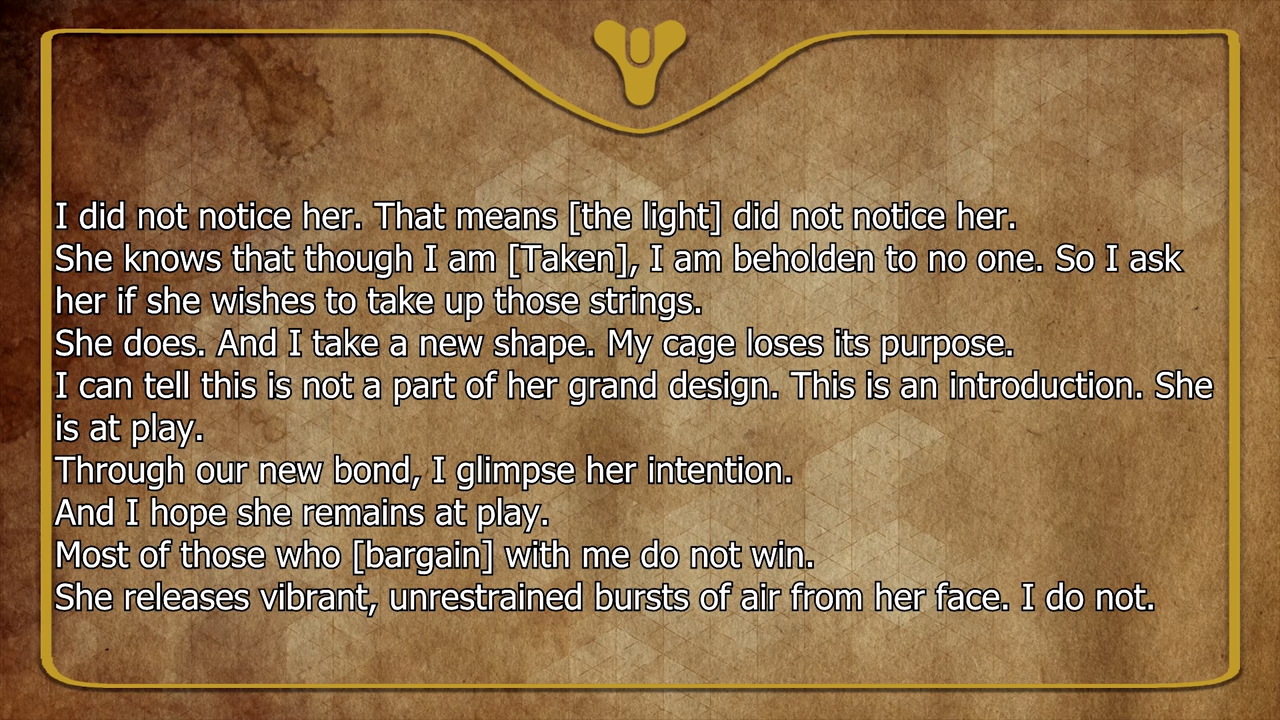 I did not notice her. That means [the light] did not notice her.
She knows that though I am [Taken], I am beholden to no one. So I ask
her if she wishes to take up those strings.
She does. And I take a new shape. My cage loses its purpose.
I can tell this is not a part of her grand design. This is an introduction. She
is at play.
Through our new bond, I glimpse her intention.
And I hope she remains at play.
Most of those who [bargain] with me do not win.
She releases vibrant, unrestrained bursts of air from her face. I do not.